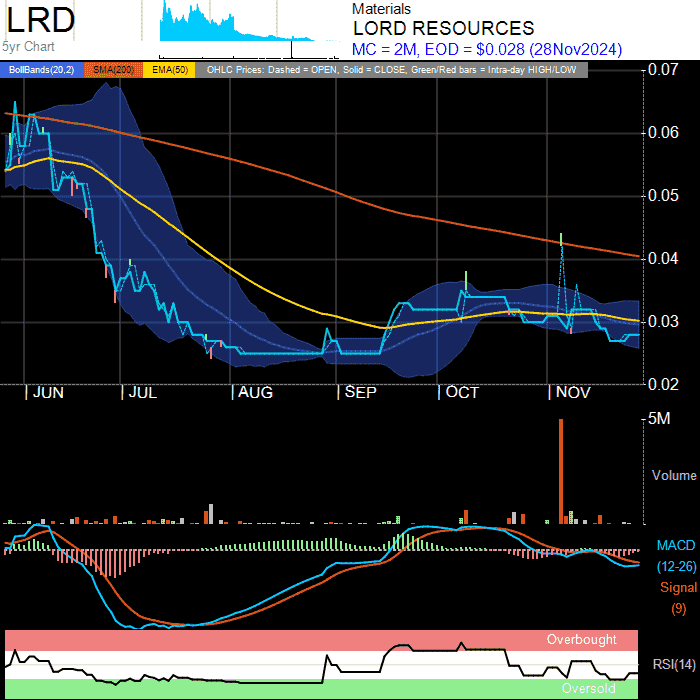 LRD
5yr Chart
Materials
LORD RESOURCES
MC = 2M, EOD = $0.028 (28Nov2024)
BollBands(20,2) SMA(200) EMA(50) OHLC Prices: Dashed = OPEN, Solid = CLOSE, Green/Red bars = Intra-day HIGH/LOW
0.07
0.06
0.05
0.04
0.03
0.02
| JUN | JUL | AUG | SEP | OCT | NOV
5M
Volume
MACD
(12-26)
Signal
(9)
Overbought
RSI(14)
Oversold